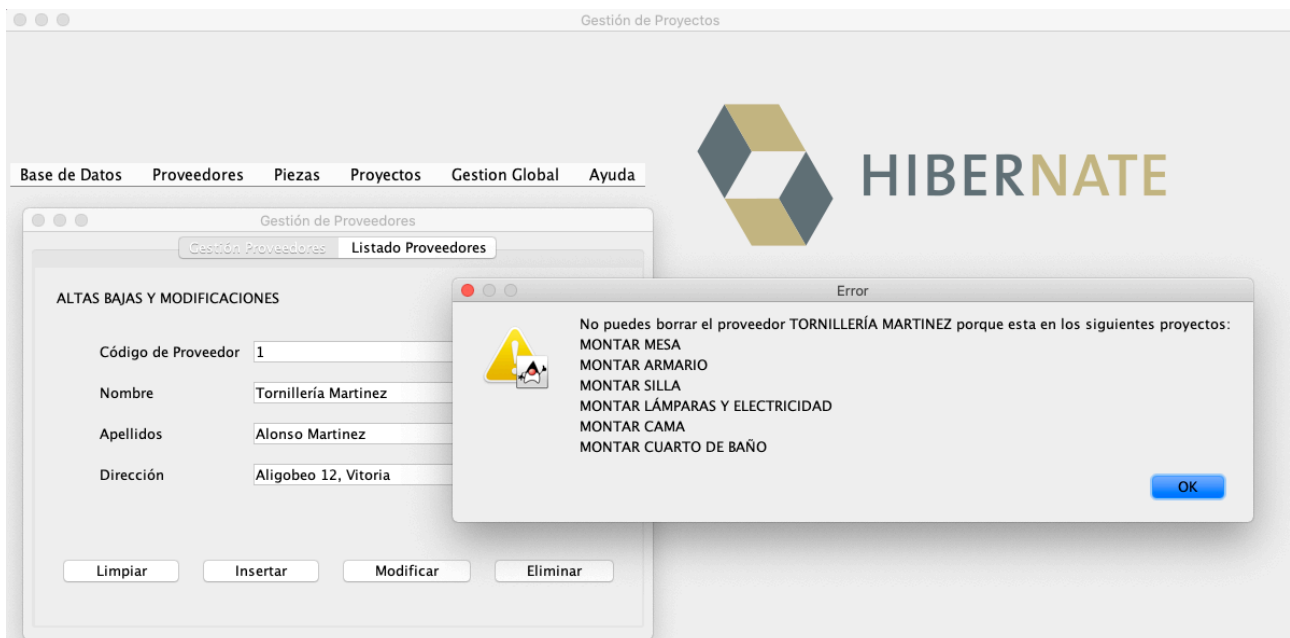 Gestión de Proyectos
HIBERNATE
Base de Datos Proveedores Piezas Proyectos Gestion Global Ayuda
Gestión de Proveedores
Gestión Proveedores Listado Proveedores
ALTAS BAJAS Y MODIFICACIONES
Código de Proveedor 1
Nombre Tornillería Martinez
Apellidos Alonso Martinez
Dirección Aligobeo 12, Vitoria
Limpiar Insertar Modificar Eliminar
Error
No puedes borrar el proveedor TORNILLERÍA MARTINEZ porque esta en los siguientes proyectos:
MONTAR MESA
MONTAR ARMARIO
MONTAR SILLA
MONTAR LÁMPARAS Y ELECTRICIDAD
MONTAR CAMA
MONTAR CUARTO DE BAÑO
OK